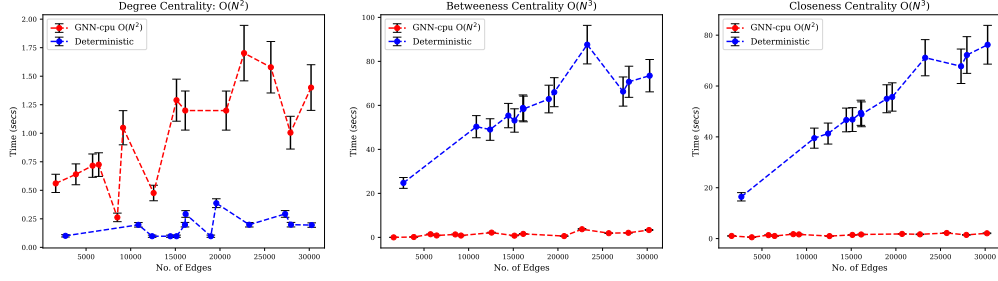 Degree Centrality: O(N²)
GNN-cpu O(N²)
Deterministic
Time (secs)
2.00
1.75
1.50
1.25
1.00
0.75
0.50
0.25
0.00
5000 10000 15000 20000 25000 30000
No. of Edges
Betweeness Centrality O(N³)
GNN-cpu O(N²)
Deterministic
Time (secs)
100
80
60
40
20
0
5000 10000 15000 20000 25000 30000
No. of Edges
Closeness Centrality O(N³)
GNN-cpu O(N²)
Deterministic
Time (secs)
80
60
40
20
0
5000 10000 15000 20000 25000 30000
No. of Edges